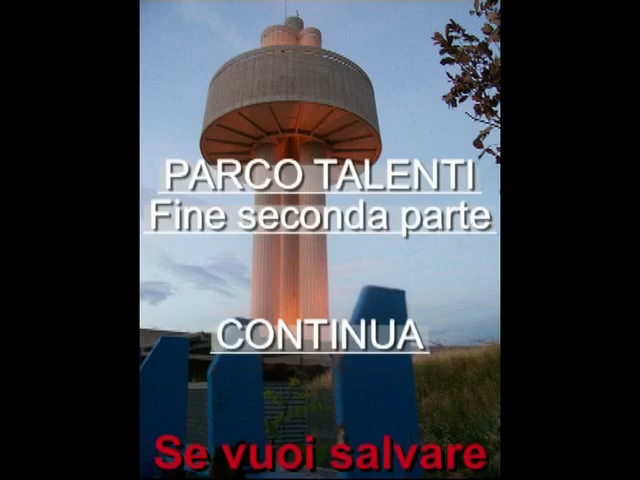 PARCO TALENTI
Fine seconda parte
CONTINUA
Se vuoi salvare